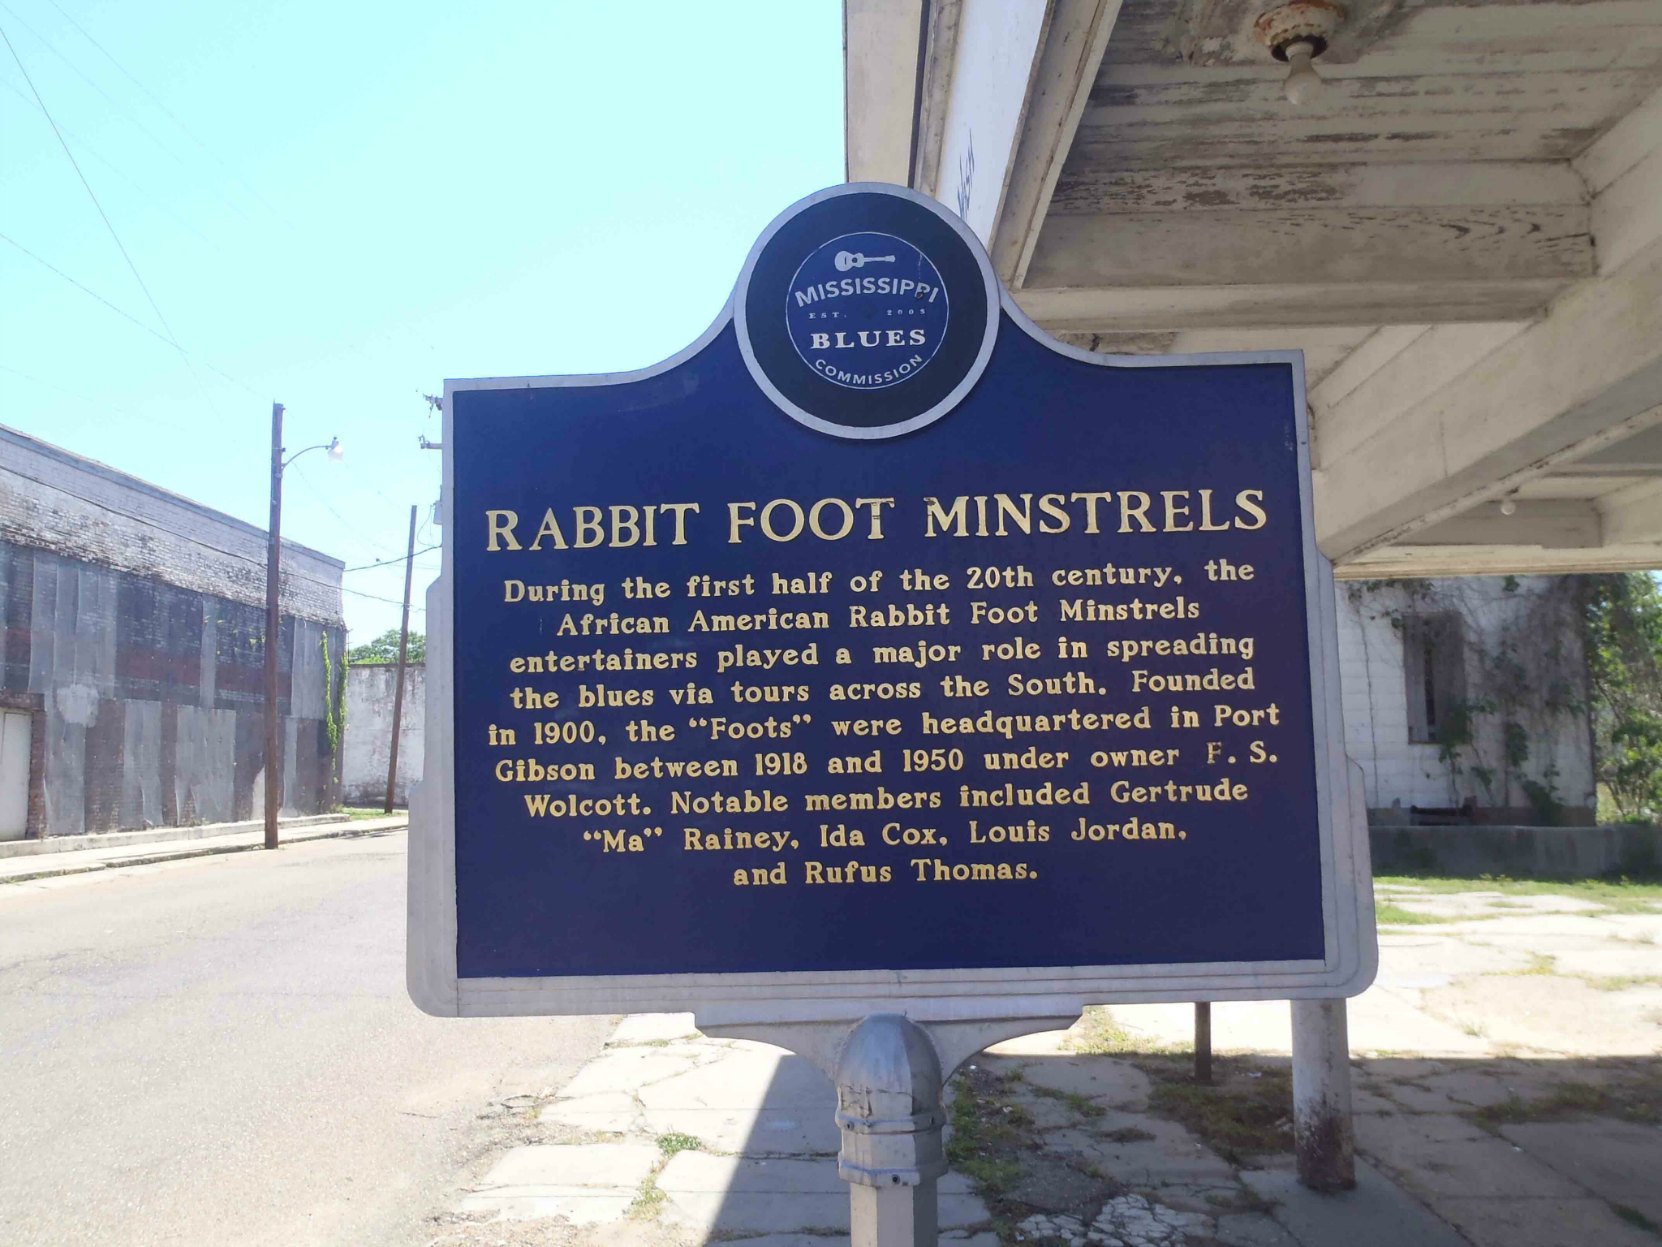 MISSISSIPPI
EST. 2005
BLUES
COMMISSION
RABBIT FOOT MINSTRELS
During the first half of the 20th century, the
African American Rabbit Foot Minstrels
entertainers played a major role in spreading
the blues via tours across the South. Founded
in 1900, the “Foots” were headquartered in Port
Gibson between 1918 and 1950 under owner F. S.
Wolcott. Notable members included Gertrude
“Ma” Rainey, Ida Cox, Louis Jordan,
and Rufus Thomas.